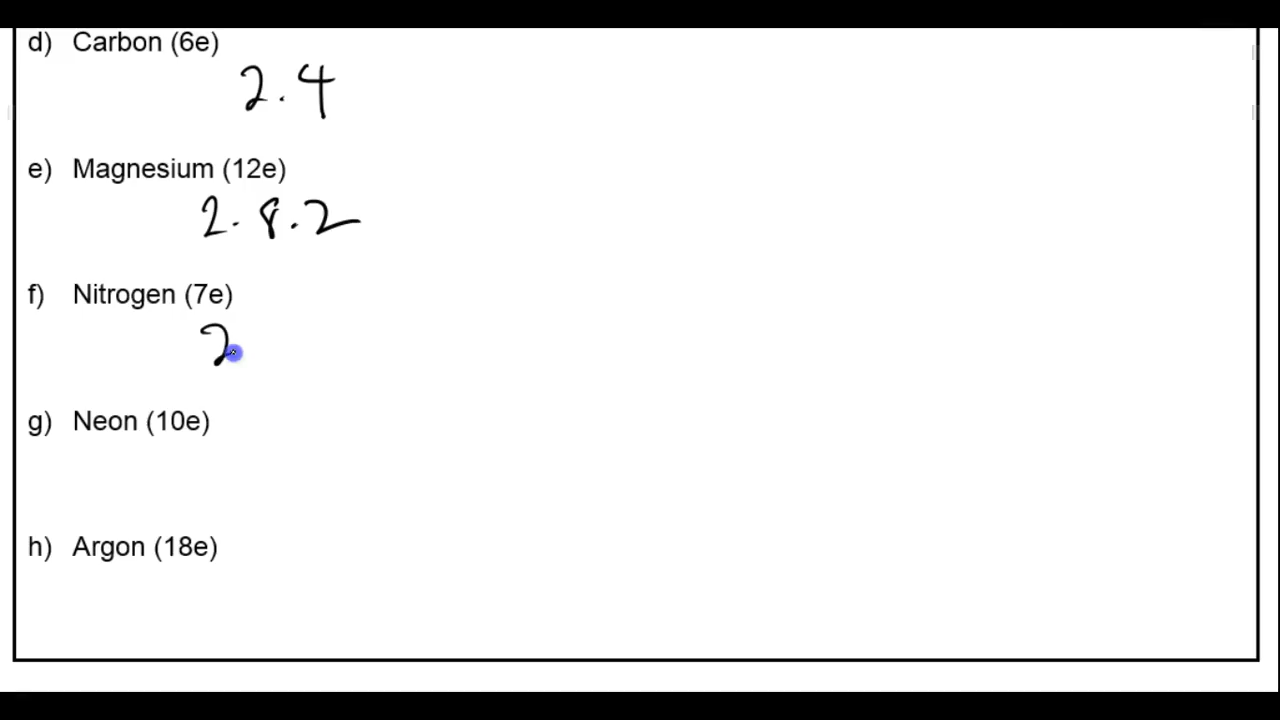 d) Carbon (6e)
2.4
e) Magnesium (12e)
2.8.2
f) Nitrogen (7e)
2
g) Neon (10e)
h) Argon (18e)